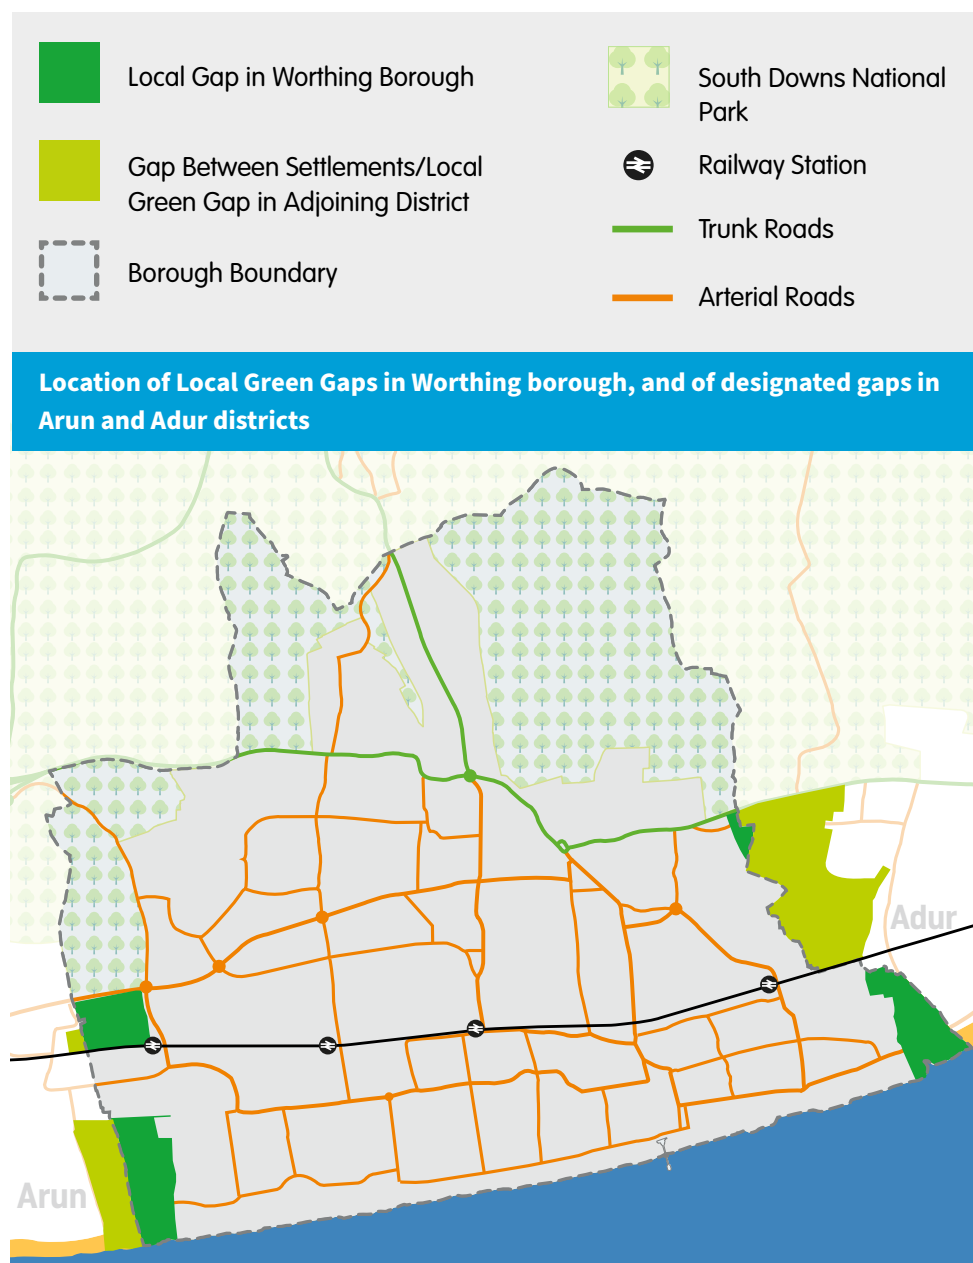 Local Gap in Worthing Borough
Gap Between Settlements/Local
Green Gap in Adjoining District
Borough Boundary
South Downs National
Park
Railway Station
Trunk Roads
Arterial Roads
Location of Local Green Gaps in Worthing borough, and of designated gaps in
Arun and Adur districts
Adur
Arun